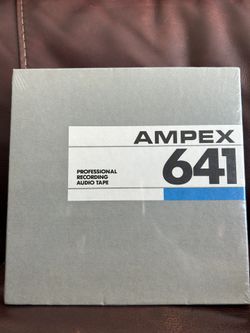 AMPEX
PROFESSIONAL
RECORDING
AUDIO TAPE
641